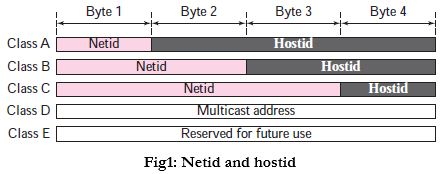 Byte 1 Byte 2 Byte 3 Byte 4
Class A Netid Hostid
Class B Netid Hostid
Class C Netid Hostid
Class D Multicast address
Class E Reserved for future use
Fig1: Netid and hostid